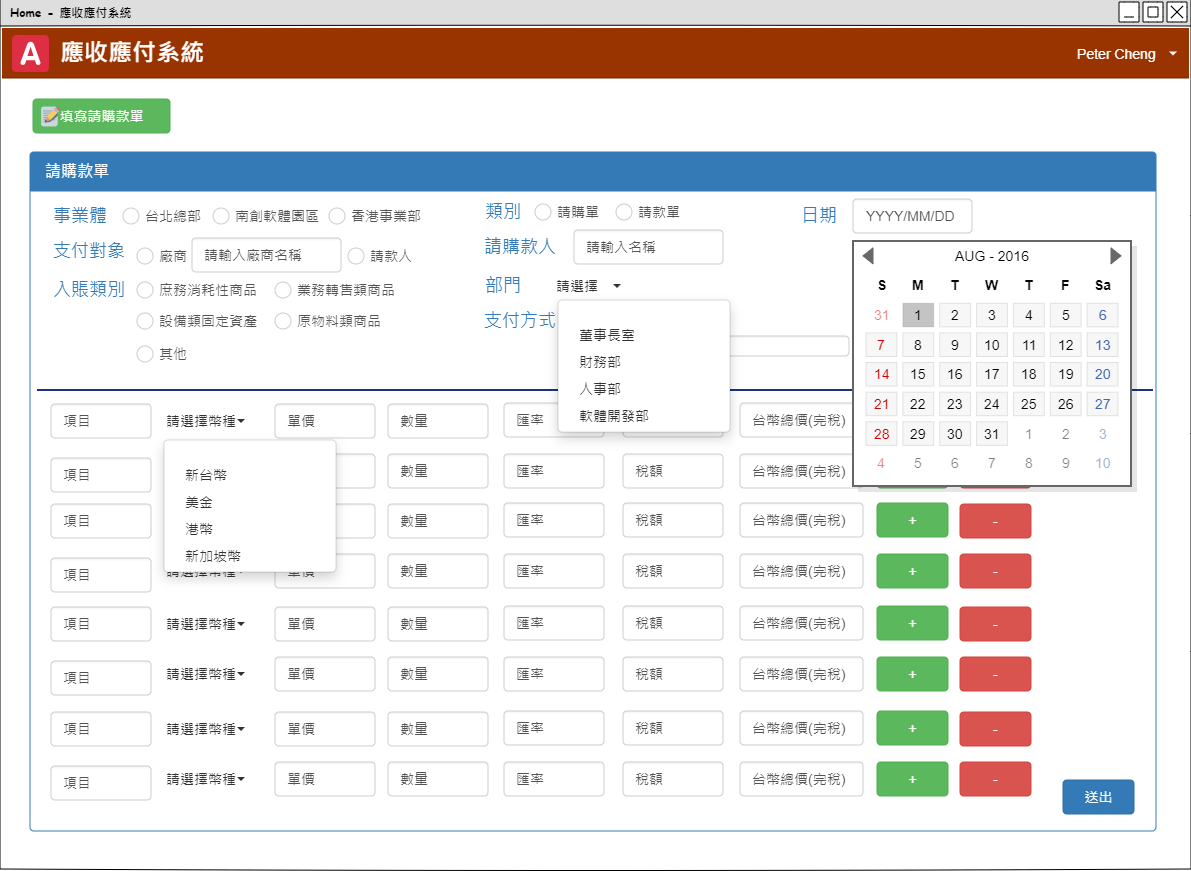 Home - 應收應付系統
A 應收應付系統
Peter Cheng
填寫請購款單
請購款單
事業體 台北總部 南創軟體園區 香港事業部
類別 請購單 請款單
日期 YYYY/MM/DD
支付對象 廠商 請輸入廠商名稱 請款人
請購款人 請輸入名稱
入賬類別 庶務消耗性商品 業務轉售類商品
設備類固定資產 原物料類商品
其他
部門 請選擇
支付方式
董事長室
財務部
人事部
軟體開發部
AUG - 2016
S M T W T F Sa
31 1 2 3 4 5 6
7 8 9 10 11 12 13
14 15 16 17 18 19 20
21 22 23 24 25 26 27
28 29 30 31 1 2 3
4 5 6 7 8 9 10
項目 請選擇幣種 單價 數量 匯率 台幣總價(完稅)
新台幣
美金
港幣
新加坡幣
項目 數量 匯率 稅額 台幣總價(完稅)
項目 數量 匯率 稅額 台幣總價(完稅) + -
項目 請選擇幣種 單價 數量 匯率 稅額 台幣總價(完稅) + -
項目 請選擇幣種 單價 數量 匯率 稅額 台幣總價(完稅) + -
項目 請選擇幣種 單價 數量 匯率 稅額 台幣總價(完稅) + -
項目 請選擇幣種 單價 數量 匯率 稅額 台幣總價(完稅) + -
項目 請選擇幣種 單價 數量 匯率 稅額 台幣總價(完稅) + -
送出